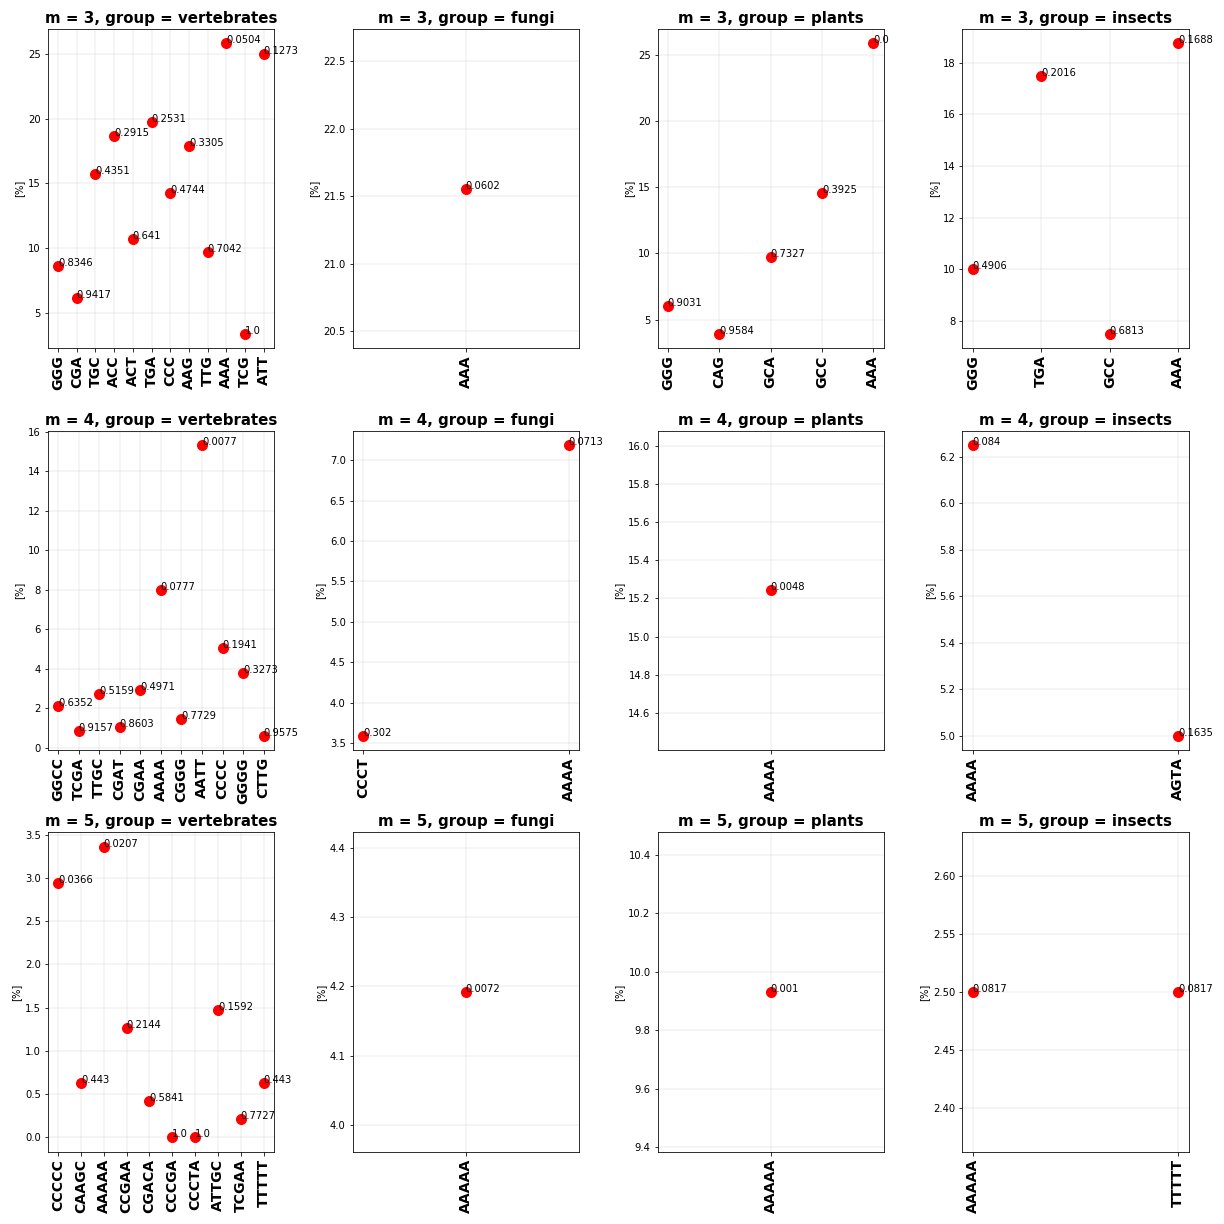 m = 3, group = vertebrates
[%]
25
20
15
10
5
0.8346
0.9417
0.4351
0.2915
0.641
0.2531
0.4744
0.3305
0.7042
0.0504
1.0
0.1273
GGG
CGA
TGC
ACC
ACT
TGA
CCC
AAG
TTG
AAA
TCG
ATT
m = 3, group = fungi
[%]
22.5
22.0
21.5
21.0
20.5
0.0602
AAA
m = 3, group = plants
[%]
25
20
15
10
5
0.9031
0.9584
0.7327
0.3925
0.0
GGG
CAG
GCA
GCC
AAA
m = 3, group = insects
[%]
18
16
14
12
10
8
0.4906
0.2016
0.6813
0.1688
GGG
TGA
GCC
AAA
m = 4, group = vertebrates
[%]
16
14
12
10
8
6
4
2
0
0.6352
0.9157
0.5159
0.8603
0.4971
0.0777
0.7729
0.0077
0.1941
0.3273
0.9575
GGCC
TCGA
TTGC
CGAT
CGAA
AAAA
CGGG
AATT
CCCC
GGGG
CTTG
m = 4, group = fungi
[%]
7.0
6.5
6.0
5.5
5.0
4.5
4.0
3.5
0.302
0.0713
CCCT
AAAA
m = 4, group = plants
[%]
16.0
15.8
15.6
15.4
15.2
15.0
14.8
14.6
0.0048
AAAA
m = 4, group = insects
[%]
6.2
6.0
5.8
5.6
5.4
5.2
5.0
0.084
0.1635
AAAA
AGTA
m = 5, group = vertebrates
[%]
3.5
3.0
2.5
2.0
1.5
1.0
0.5
0.0
0.0366
0.443
0.0207
0.2144
0.5841
1.0
1.0
0.1592
0.7727
0.443
CCCCC
CAAGC
AAAAA
CCGAA
CGACA
CCCGA
CCCTA
ATTGC
TCGAA
TTTTT
m = 5, group = fungi
[%]
4.4
4.3
4.2
4.1
4.0
0.0072
AAAAA
m = 5, group = plants
[%]
10.4
10.2
10.0
9.8
9.6
9.4
0.001
AAAAA
m = 5, group = insects
[%]
2.60
2.55
2.50
2.45
2.40
0.0817
0.0817
AAAAA
TTTTT